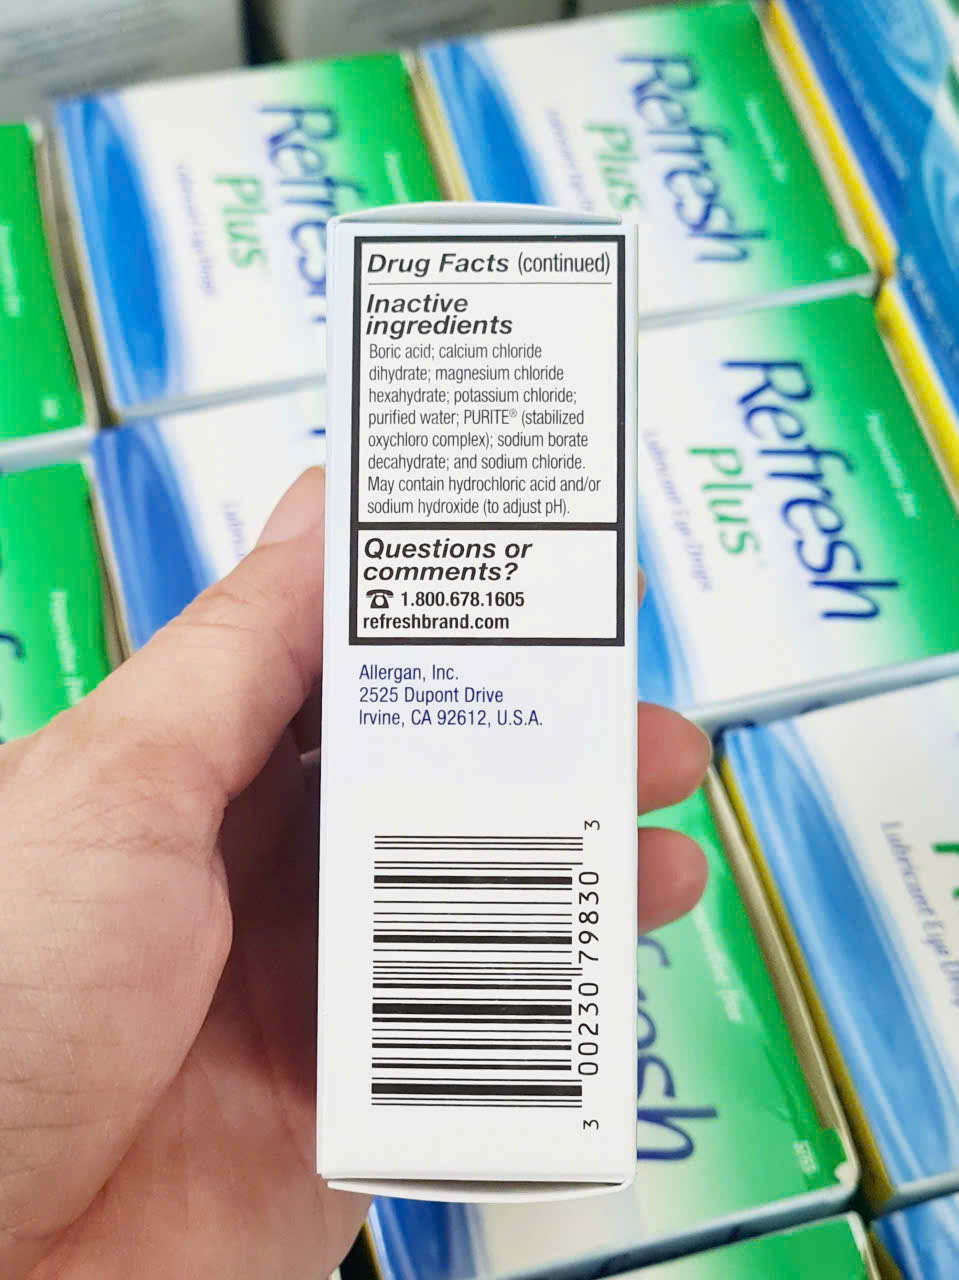 Drug Facts (continued)
Inactive
ingredients
Boric acid; calcium chloride
dihydrate; magnesium chloride
hexahydrate; potassium chloride;
purified water; PURITE® (stabilized
oxychloro complex); sodium borate
decahydrate; and sodium chloride.
May contain hydrochloric acid and/or
sodium hydroxide (to adjust pH).
Questions or
comments?
☎ 1.800.678.1605
refreshbrand.com
Allergan, Inc.
2525 Dupont Drive
Irvine, CA 92612, U.S.A.
3 00230 79830 3
Refresh
Plus
Refresh
Plus
Refresh
Plus
Lubricant Eye Drops
Lubricant Eye Drops